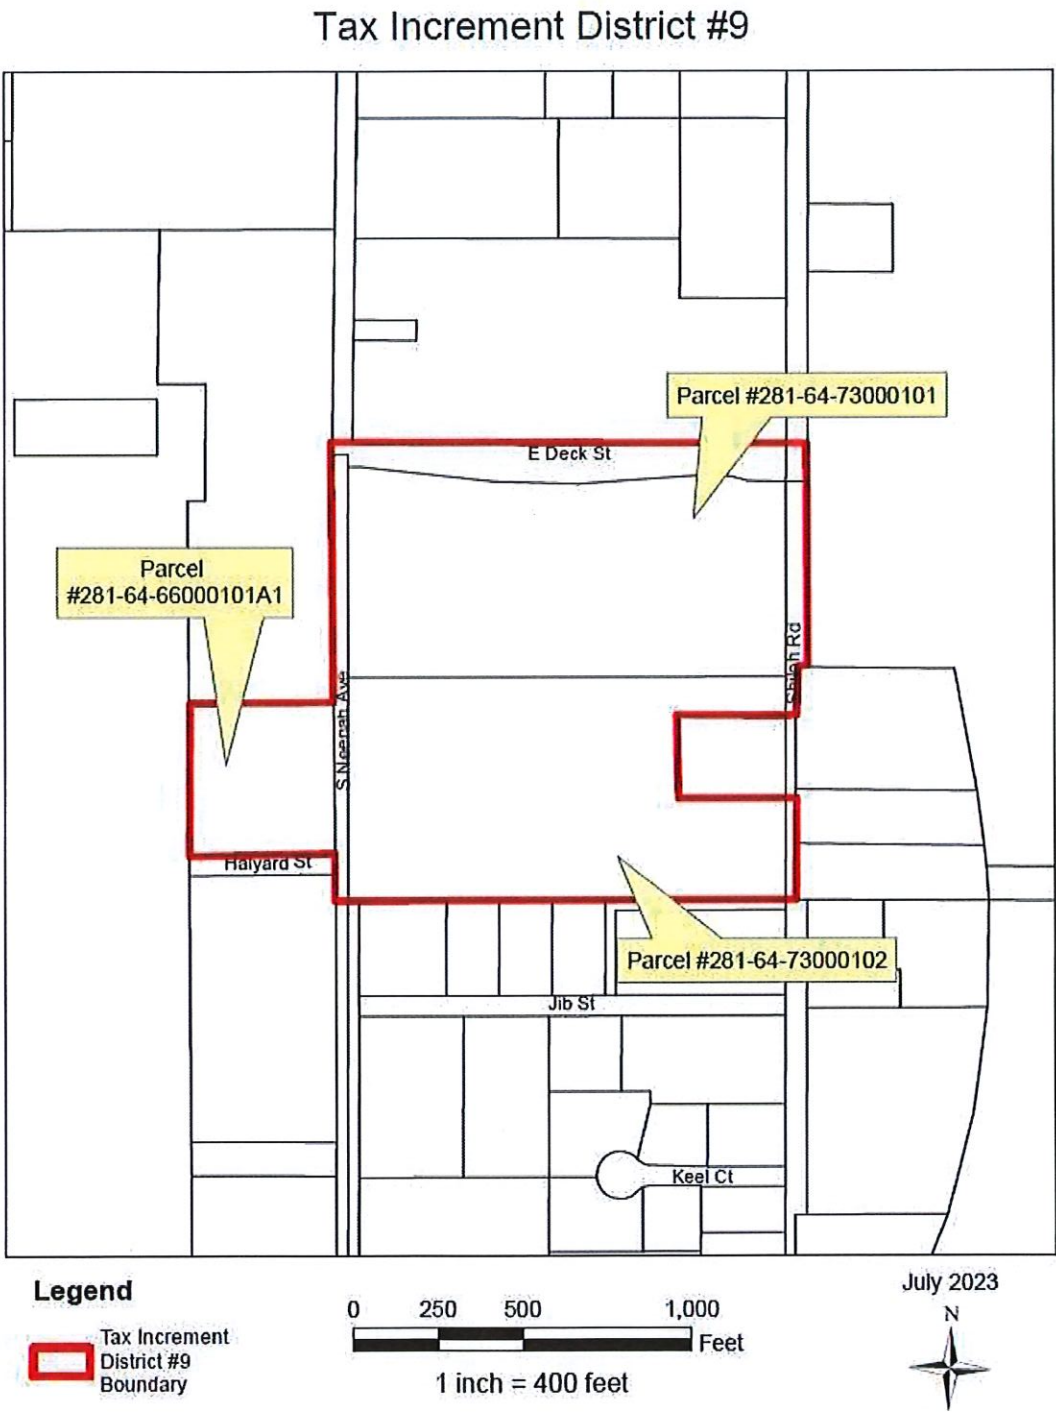 Tax Increment District #9
Parcel #281-64-73000101
E Deck St
Parcel
#281-64-66000101A1
Shiloh Rd
S Neenah Ave
Halyard St
Parcel #281-64-73000102
Jib St
Keel Ct
Legend
Tax Increment
District #9
Boundary
0 250 500 1,000
Feet
1 inch = 400 feet
July 2023
N